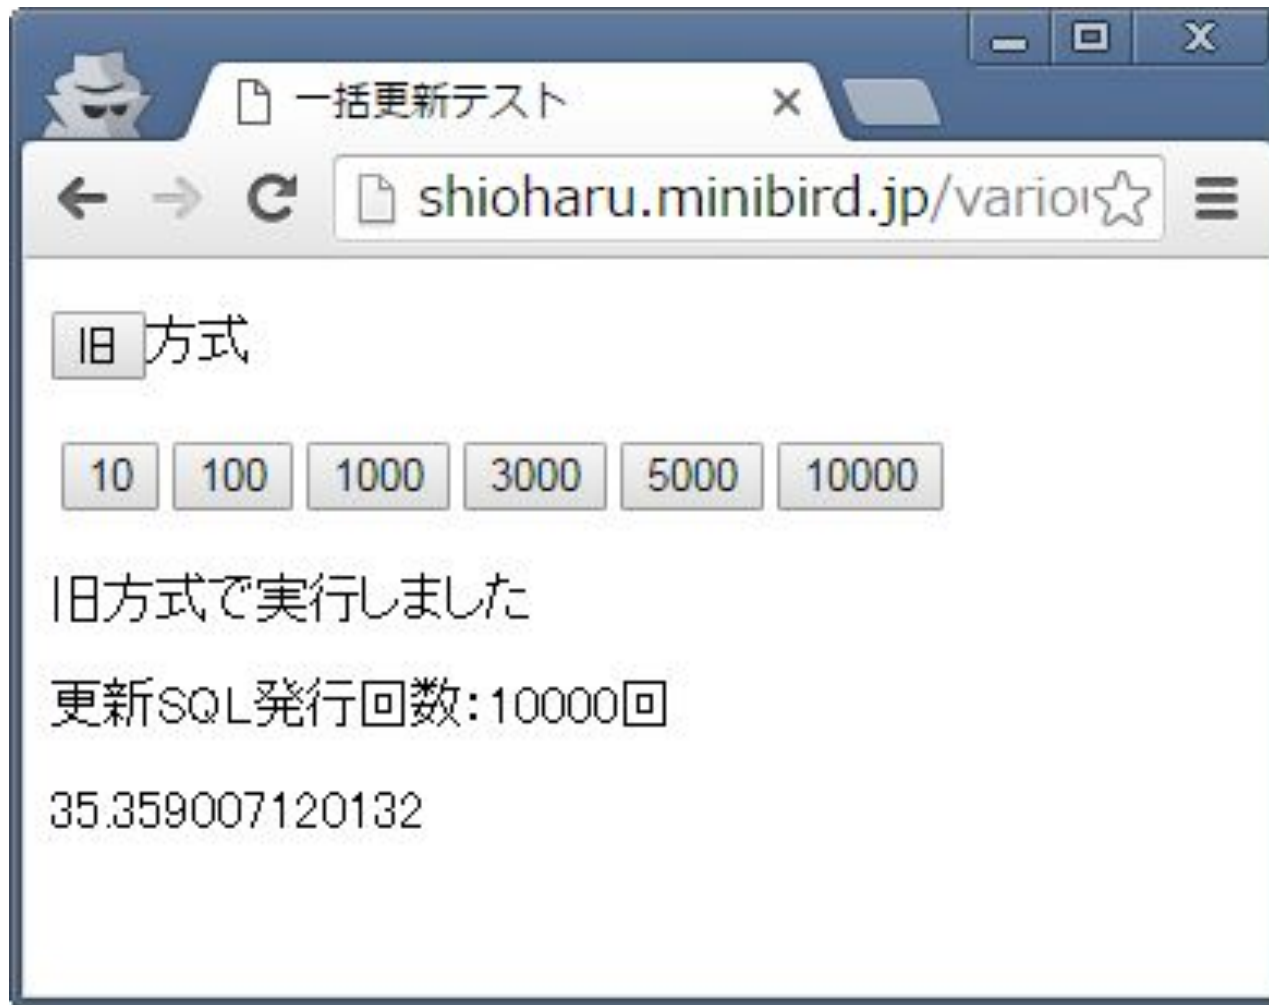 一括更新テスト
shioharu.minibird.jp/variou
旧 方式
10 100 1000 3000 5000 10000
旧方式で実行しました
更新SQL発行回数:10000回
35.359007120132